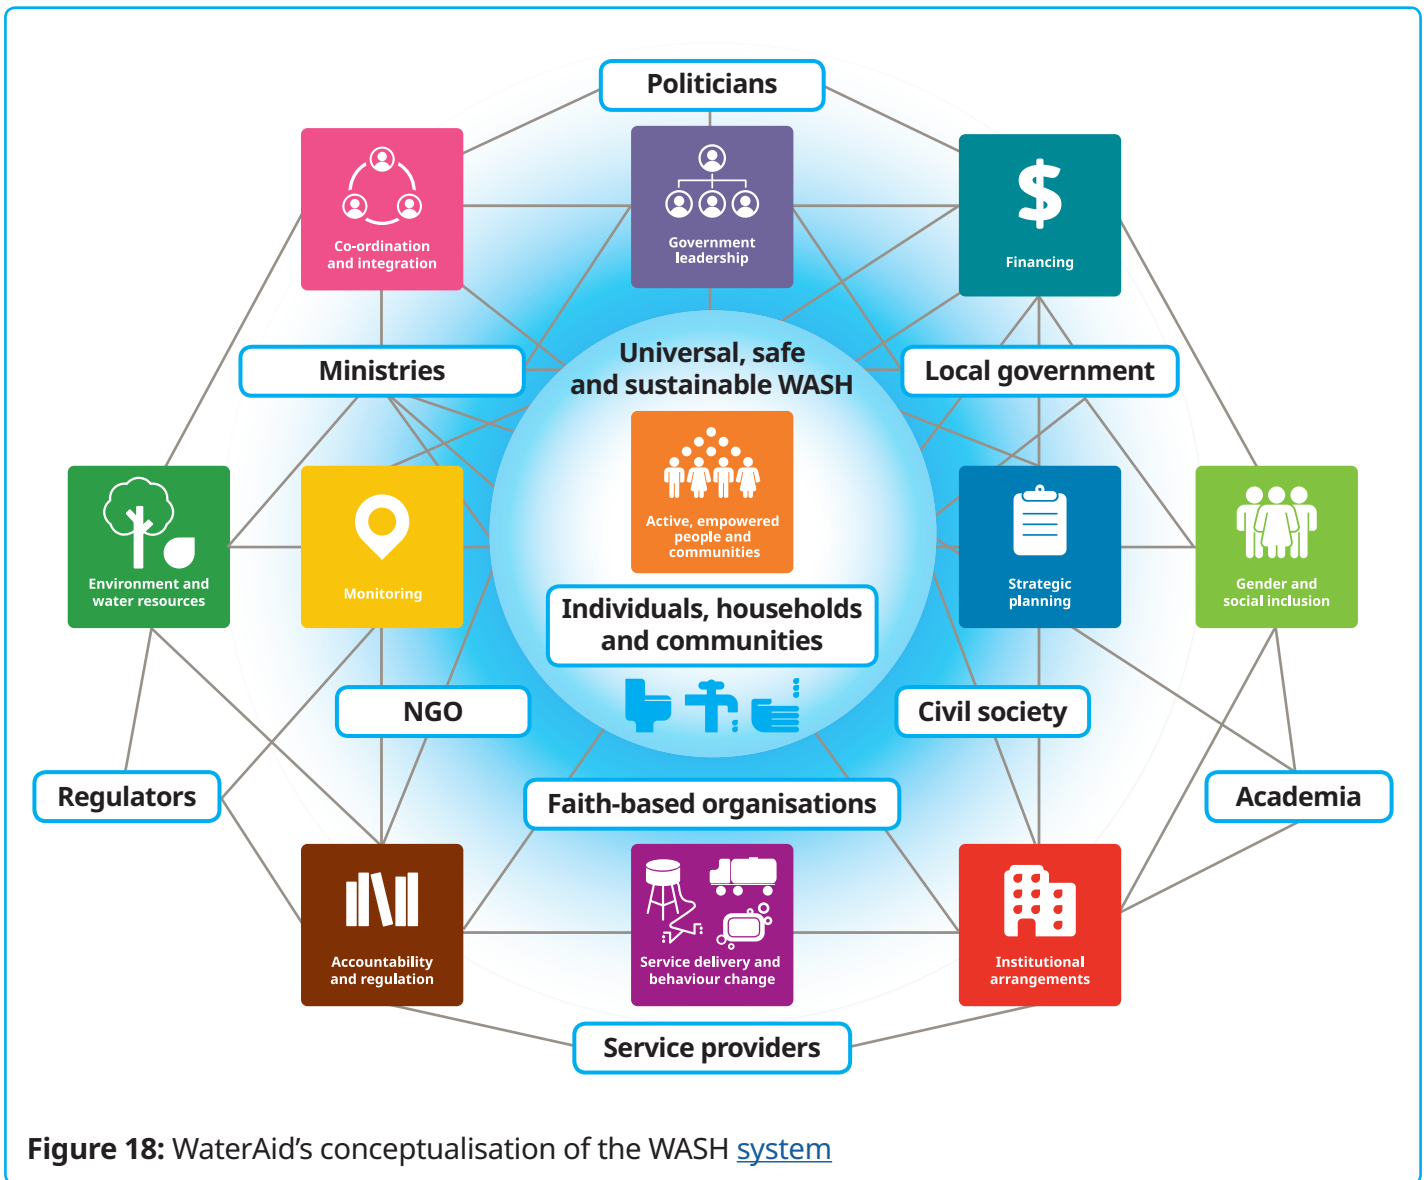 Politicians
Co-ordination
and integration
Government
leadership
$
Financing
Ministries
Universal, safe
and sustainable WASH
Local government
Environment and
water resources
Monitoring
Active, empowered
people and
communities
Strategic
planning
Gender and
social inclusion
Individuals, households
and communities
NGO
Civil society
Regulators
Faith-based organisations
Academia
Accountability
and regulation
Service delivery and
behaviour change
Institutional
arrangements
Service providers
Figure 18: WaterAid’s conceptualisation of the WASH system